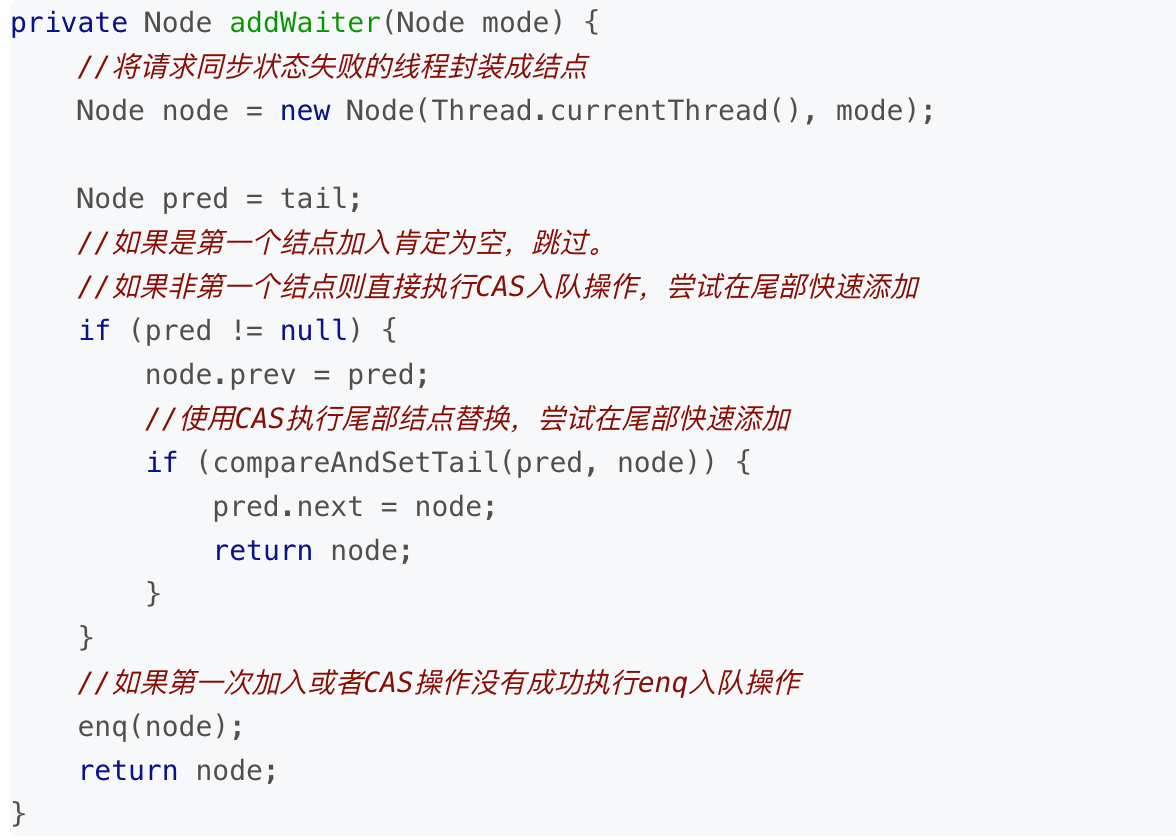 private Node addWaiter(Node mode) {
    //将请求同步状态失败的线程封装成结点
    Node node = new Node(Thread.currentThread(), mode);
    Node pred = tail;
    //如果是第一个结点加入肯定为空，跳过。
    //如果非第一个结点则直接执行CAS入队操作，尝试在尾部快速添加
    if (pred != null) {
        node.prev = pred;
        //使用CAS执行尾部结点替换，尝试在尾部快速添加
        if (compareAndSetTail(pred, node)) {
            pred.next = node;
            return node;
        }
    }
    //如果第一次加入或者CAS操作没有成功执行enq入队操作
    enq(node);
    return node;
}